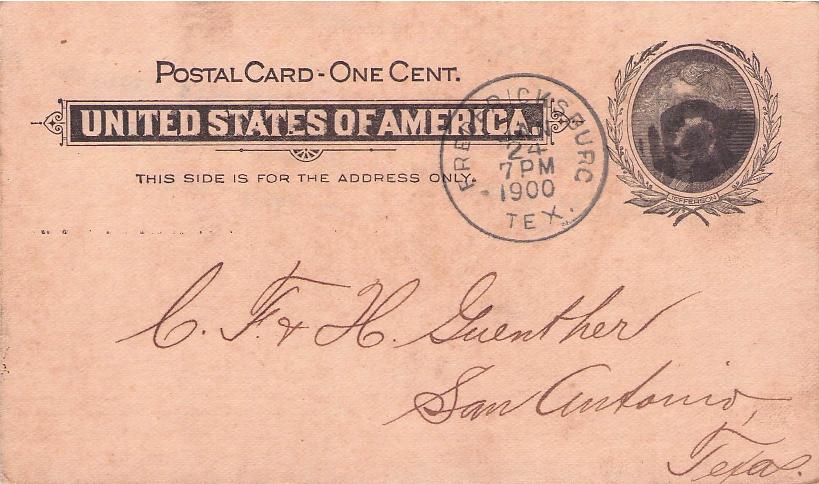 POSTAL CARD - ONE CENT.
UNITED STATES OF AMERICA.
THIS SIDE IS FOR THE ADDRESS ONLY.
FREDERICKSBURG
JAN
24
7 PM
1900
TEX.
JEFFERSON
C. F. & H. Guenther
San Antonio,
Texas.